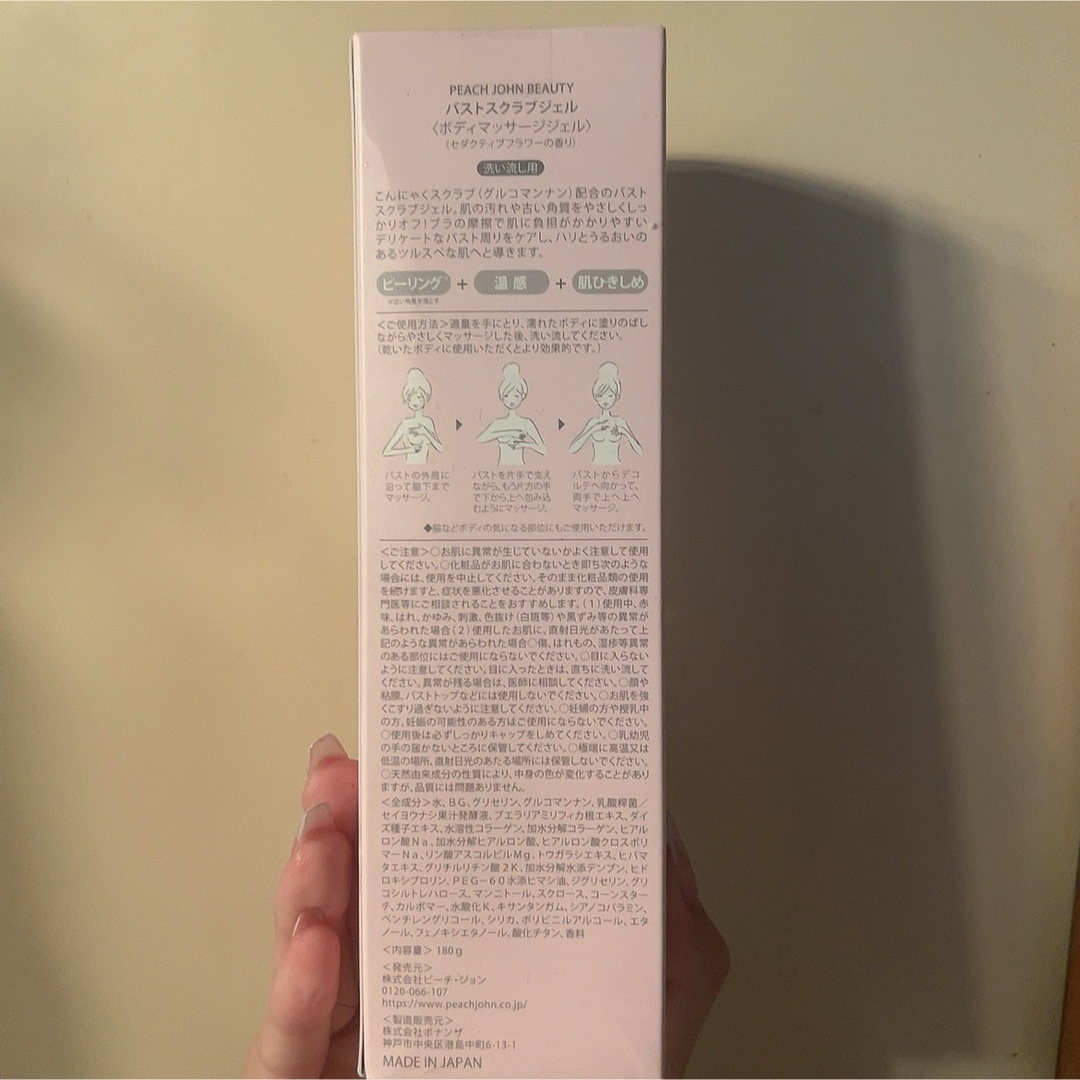 PEACH JOHN BEAUTY
バストスクラブジェル
〈ボディマッサージジェル〉
(セダクティブフラワーの香り)
洗い流し用
こんにゃくスクラブ(グルコマンナン)配合のバスト
スクラブジェル。肌の汚れや古い角質をやさしくしっ
かりオフ!ブラの摩擦で肌に負担がかかりやすい
デリケートなバスト周りをケアし、ハリとうるおいの
あるツルスベな肌へと導きます。
ピーリング※ + 温感 + 肌ひきしめ
※古い角質を落とす
<ご使用方法>適量を手にとり、濡れたボディに塗りのばし
ながらやさしくマッサージした後、洗い流してください。
(乾いたボディに使用いただくとより効果的です。)
バストの外周に
沿って脇下まで
マッサージ。
バストを片手で支え
ながら、もう片方の手
で下から上へ包み込
むようにマッサージ。
バストからデコ
ルテへ向かって、
両手で上へ上へ
マッサージ。
◆脇などボディの気になる部位にもご使用いただけます。
<ご注意>○お肌に異常が生じていないかよく注意して使用
してください。○化粧品がお肌に合わないとき即ち次のような
場合には、使用を中止してください。そのまま化粧品類の使用
を続けますと、症状を悪化させることがありますので、皮膚科専
門医等にご相談されることをおすすめします。(1)使用中、赤
味、はれ、かゆみ、刺激、色抜け(白斑等)や黒ずみ等の異常が
あらわれた場合(2)使用したお肌に、直射日光があたって上
記のような異常があらわれた場合○傷、はれもの、湿疹等異常
のある部位にはご使用にならないでください。○目に入らない
ように注意してください。目に入ったときは、直ちに洗い流して
ください。異常が残る場合は、医師に相談してください。○顔や
粘膜、バストトップなどには使用しないでください。○お肌を強
くこすり過ぎないように注意してください。○妊婦の方や授乳中
の方、妊娠の可能性のある方はご使用にならないでください。
○使用後は必ずしっかりキャップをしめてください。○乳幼児
の手の届かないところに保管してください。○極端に高温又は
低温の場所、直射日光のあたる場所には保管しないでください。
○天然由来成分の性質により、中身の色が変化することがあり
ますが、品質には問題ありません。
<全成分>水、BG、グリセリン、グルコマンナン、乳酸桿菌/
セイヨウナシ果汁発酵液、プエラリアミリフィカ根エキス、ダイ
ズ種子エキス、水溶性コラーゲン、加水分解コラーゲン、ヒアル
ロン酸Na、加水分解ヒアルロン酸、ヒアルロン酸クロスポリ
マーNa、リン酸アスコルビルMg、トウガラシエキス、ヒバマ
タエキス、グリチルリチン酸2K、加水分解水添デンプン、ヒド
ロキシプロリン、PEG-60水添ヒマシ油、ジグリセリン、グリ
コシルトレハロース、マンニトール、スクロース、コーンスター
チ、カルボマー、水酸化K、キサンタンガム、シアノコバラミン、
ペンチレングリコール、シリカ、ポリビニルアルコール、エタ
ノール、フェノキシエタノール、酸化チタン、香料
<内容量> 180g
<発売元>
株式会社ピーチ・ジョン
0120-066-107
https://www.peachjohn.co.jp/
<製造販売元>
株式会社ボナンザ
神戸市中央区港島中町6-13-1
MADE IN JAPAN